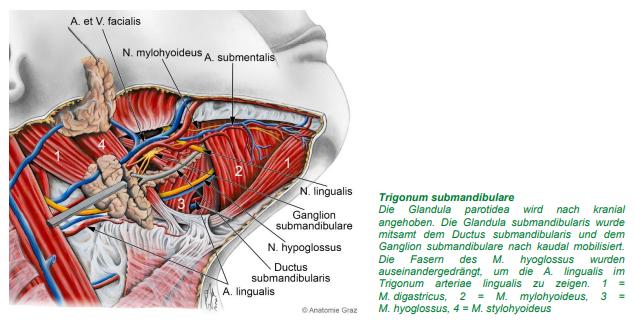 A. et V. facialis
N. mylohyoideus
A. submentalis
1
4
3
2
1
N. lingualis
Ganglion
submandibulare
N. hypoglossus
Ductus
submandibularis
A. lingualis
© Anatomie Graz
Trigonum submandibulare
Die Glandula parotidea wird nach kranial
angehoben. Die Glandula submandibularis wurde
mitsamt dem Ductus submandibularis und dem
Ganglion submandibulare nach kaudal mobilisiert.
Die Fasern des M. hyoglossus wurden
auseinandergedrängt, um die A. lingualis im
Trigonum arteriae lingualis zu zeigen. 1 =
M. digastricus, 2 = M. mylohyoideus, 3 =
M. hyoglossus, 4 = M. stylohyoideus